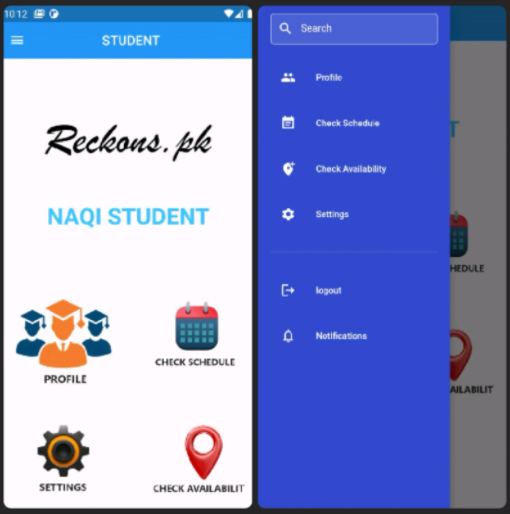 10:12
STUDENT
Reckons.pk
NAQI STUDENT
PROFILE
CHECK SCHEDULE
SETTINGS
CHECK AVAILABILIT
Search
Profile
Check Schedule
Check Availability
Settings
logout
Notifications
T
HEDULE
AILABILIT